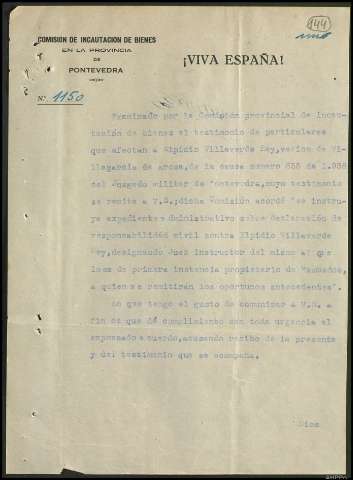 144
COMISIÓN DE INCAUTACIÓN DE BIENES
EN LA PROVINCIA
DE
PONTEVEDRA
¡VIVA ESPAÑA!
N.º 1150
Examinado por la Comision provincial de incau-
tación de bienes el testimonio de particulares
que afectan a Elpidio Villaverde Rey, vecino de Vi-
llagarcia de Arosa, de la causa número 635 de 1.936
del Juzgado militar de Pontevedra, cuyo testimonio
se remite a V.S.; dicha Comisión acordó "se instru-
ya expediente administrativo sobre declaración de
responsabilidad civil contra Elpidio Villaverde
Rey, designando Juez instructor del mismo al que
lo es de primera instancia propietario de Cambados,
a quien se remitirán los oportunos antecedentes".
Lo que tengo el gusto de comunicar a V.S. a
fin de que dé cumplimiento con toda urgencia al
expresado acuerdo, acusando recibo de la presente
y del testimonio que se acompaña.
Dios
AHPPO